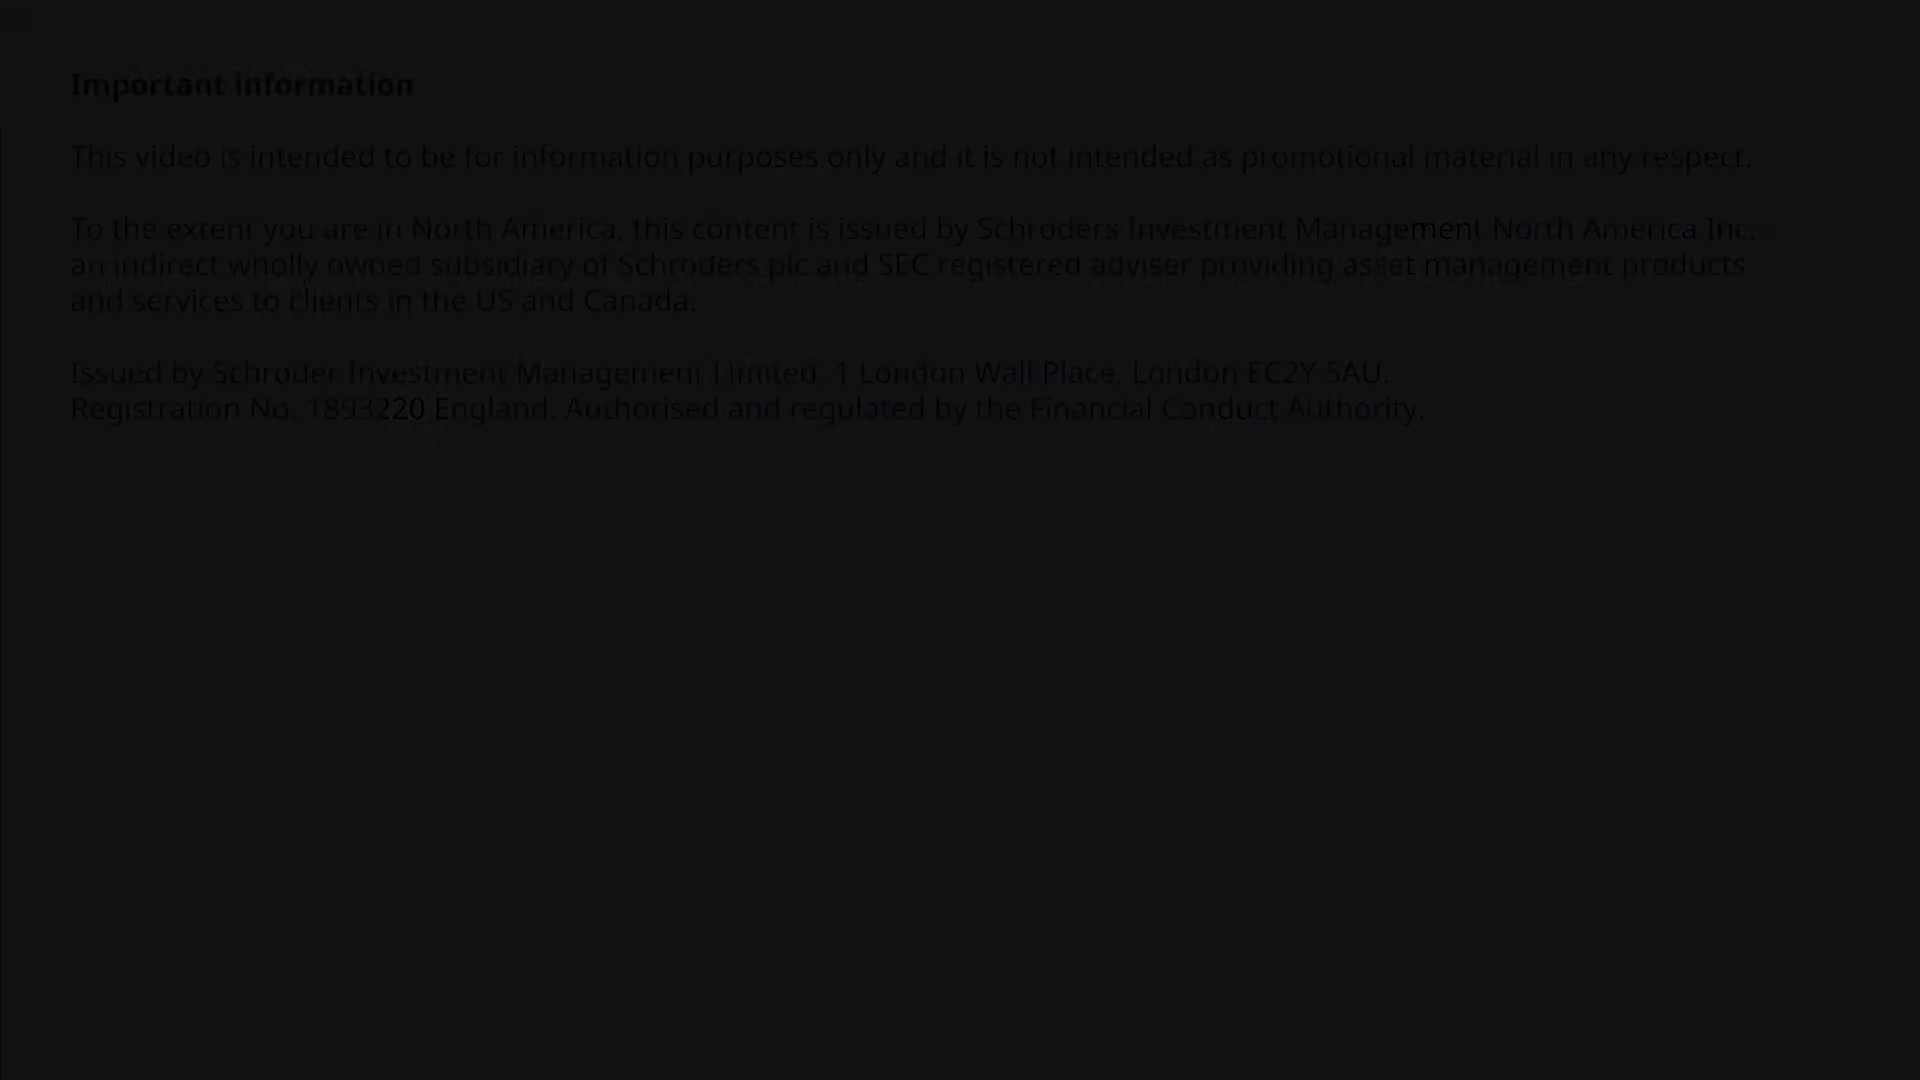 Important information
This video is intended to be for information purposes only and it is not intended as promotional material in any respect.
To the extent you are in North America, this content is issued by Schroders Investment Management North America Inc.,
an indirect wholly owned subsidiary of Schroders plc and SEC registered adviser providing asset management products
and services to clients in the US and Canada.
Issued by Schroder Investment Management Limited, 1 London Wall Place, London EC2Y 5AU.
Registration No. 1893220 England. Authorised and regulated by the Financial Conduct Authority.